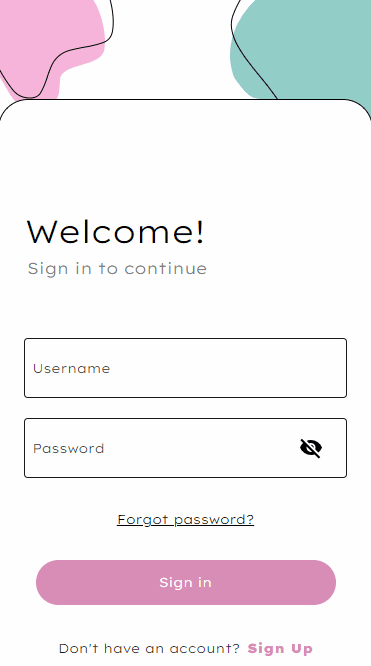 Welcome!
Sign in to continue
Username
Password
Forgot password?
Sign in
Don't have an account? Sign Up